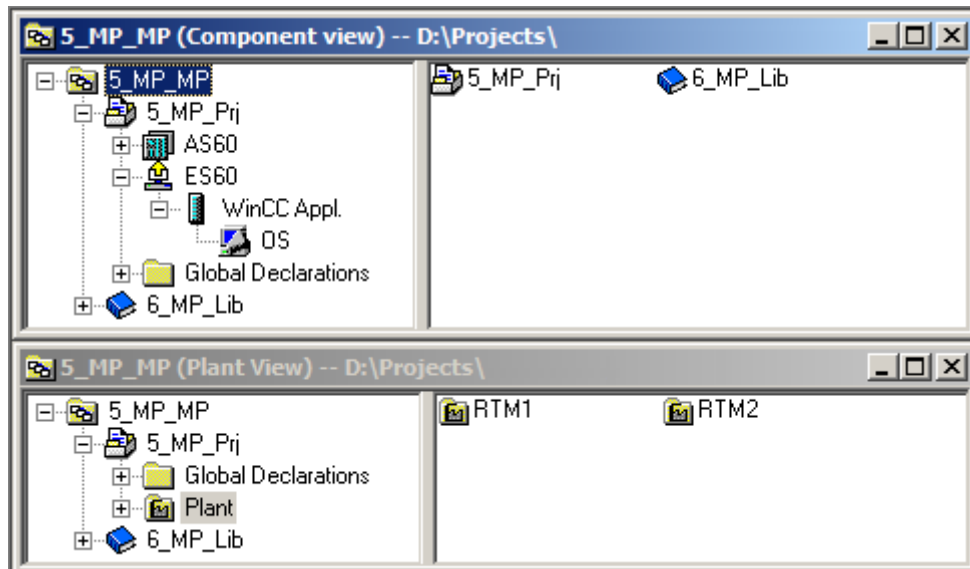 5_MP_MP (Component view) -- D:\Projects\
5_MP_MP
5_MP_Prj
AS60
ES60
WinCC Appl.
OS
Global Declarations
6_MP_Lib
5_MP_Prj 6_MP_Lib
5_MP_MP (Plant View) -- D:\Projects\
5_MP_MP
5_MP_Prj
Global Declarations
Plant
6_MP_Lib
RTM1 RTM2